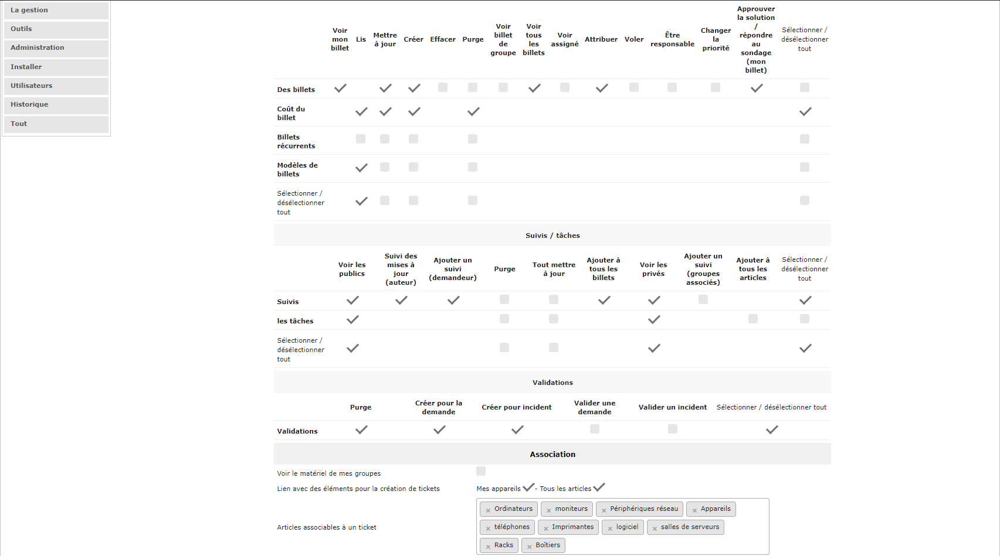 La gestion
Outils
Administration
Installer
Utilisateurs
Historique
Tout
Voir
mon
billet
Lis
Mettre
à jour
Créer
Effacer
Purge
Voir
billet
de
groupe
Voir
tous
les
billets
Voir
assigné
Attribuer
Voler
Être
responsable
Changer
la
priorité
Approuver
la solution
/
répondre
au
sondage
(mon
billet)
Sélectionner /
désélectionner
tout
Des billets
Coût du
billet
Billets
récurrents
Modèles de
billets
Sélectionner /
désélectionner
tout
Suivis / tâches
Voir les
publics
Suivi des
mises à
jour
(auteur)
Ajouter un
suivi
(demandeur)
Purge
Tout mettre
à jour
Ajouter à
tous les
billets
Voir les
privés
Ajouter un
suivi
(groupes
associés)
Ajouter à
tous les
articles
Sélectionner /
désélectionner
tout
Suivis
les tâches
Sélectionner /
désélectionner
tout
Validations
Purge
Créer pour la
demande
Créer pour incident
Valider une
demande
Valider un incident
Sélectionner / désélectionner tout
Validations
Association
Voir le matériel de mes groupes
Lien avec des éléments pour la création de tickets
Mes appareils - Tous les articles
Articles associables à un ticket
× Ordinateurs × moniteurs × Périphériques réseau × Appareils
× téléphones × Imprimantes × logiciel × salles de serveurs
× Racks × Boîtiers